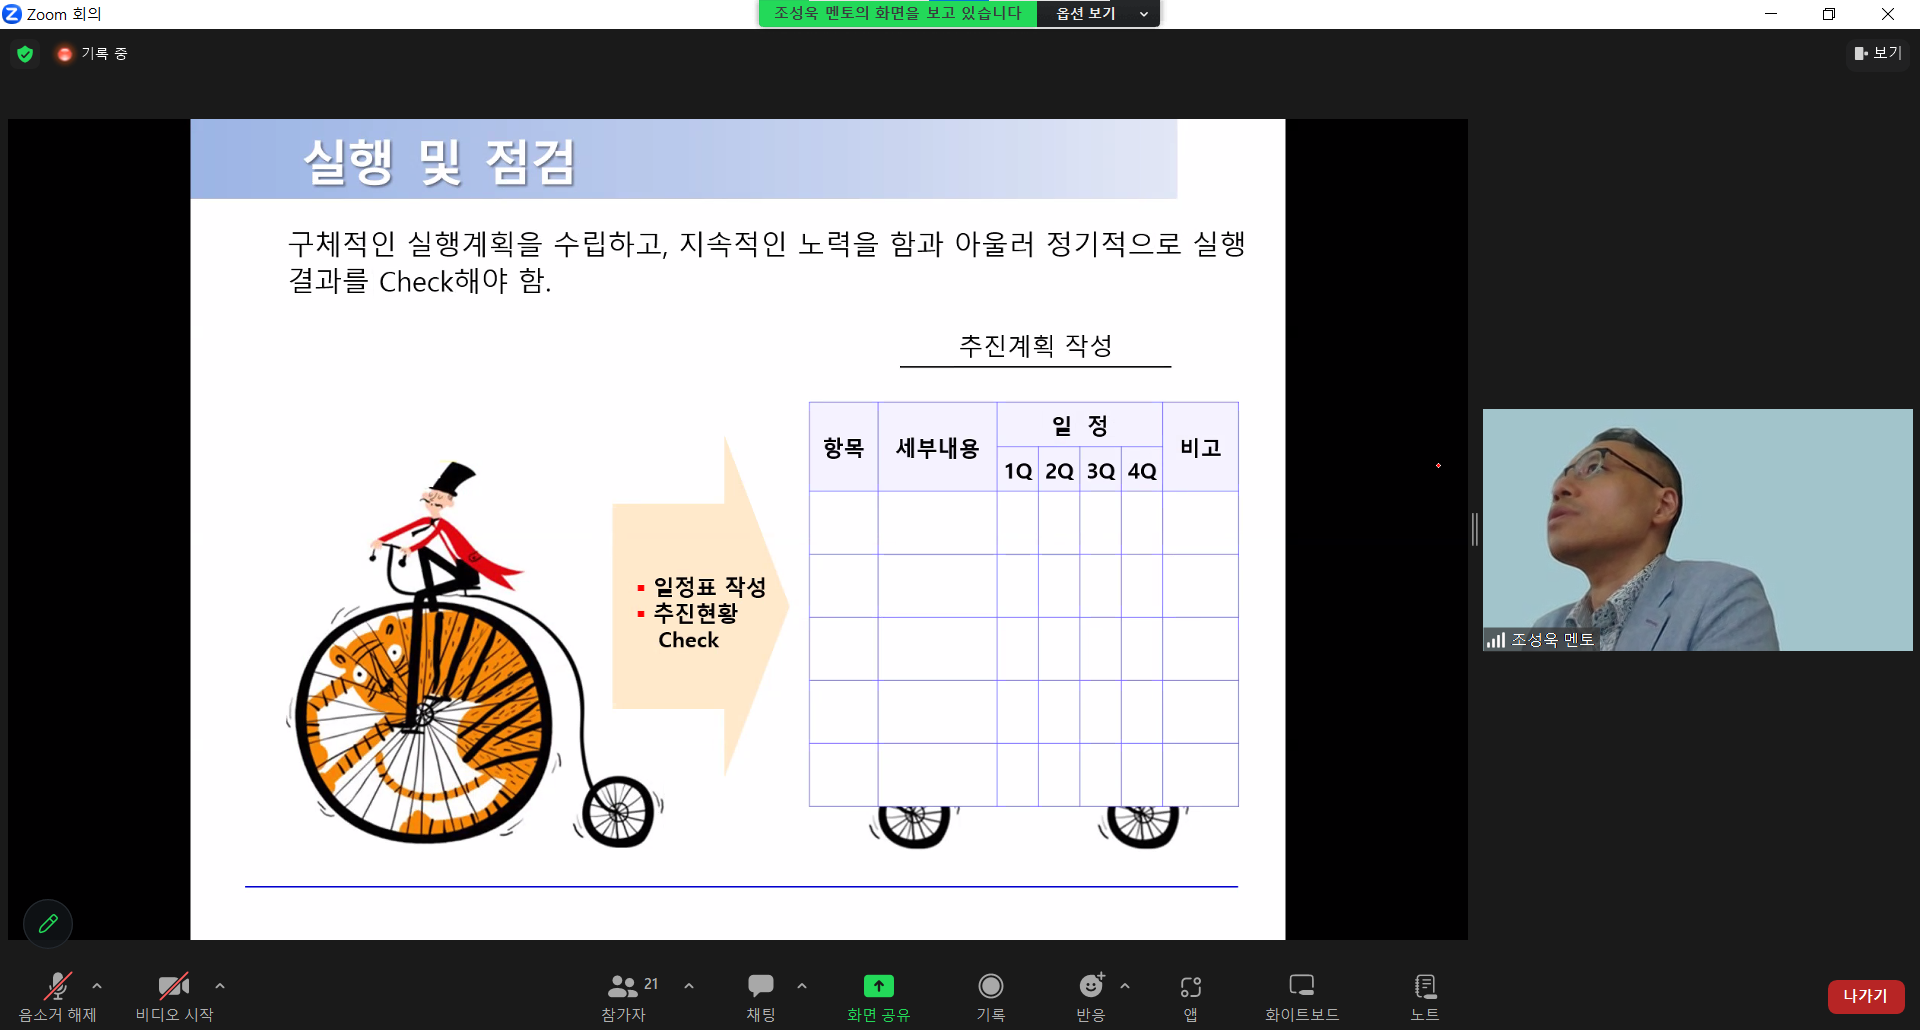 Zoom 회의
조성욱 멘토의 화면을 보고 있습니다
옵션 보기
기록 중
보기
실행 및 점검
구체적인 실행계획을 수립하고, 지속적인 노력을 함과 아울러 정기적으로 실행
결과를 Check해야 함.
추진계획 작성
항목 세부내용 일 정 비고
1Q 2Q 3Q 4Q
일정표 작성
추진현황
Check
조성욱 멘토
음소거 해제
비디오 시작
21
참가자
채팅
화면 공유
기록
반응
앱
화이트보드
노트
나가기